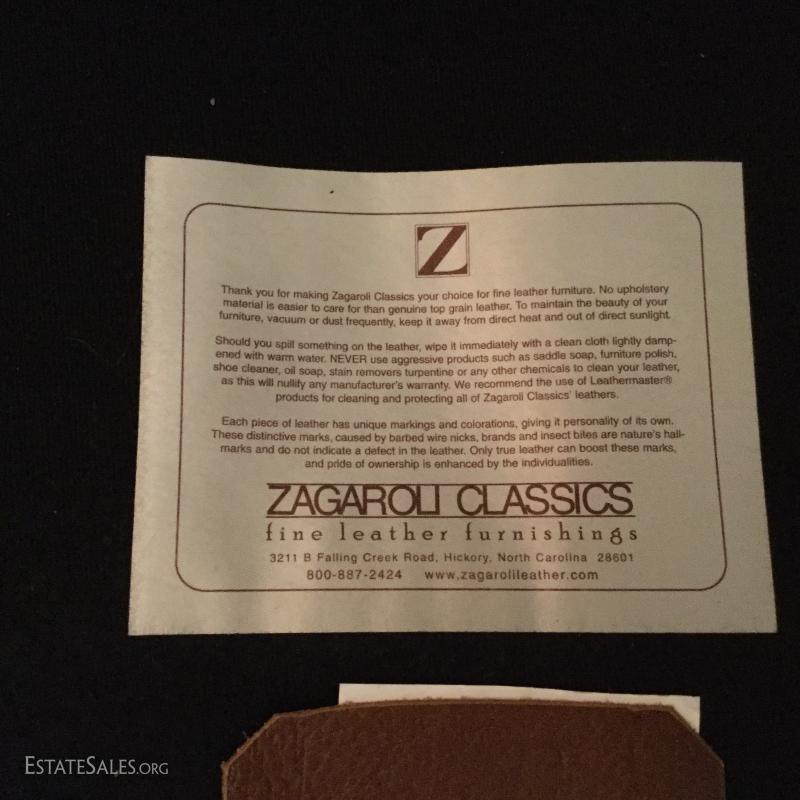 Z
Thank you for making Zagaroli Classics your choice for fine leather furniture. No upholstery
material is easier to care for than genuine top grain leather. To maintain the beauty of your
furniture, vacuum or dust frequently, keep it away from direct heat and out of direct sunlight.
Should you spill something on the leather, wipe it immediately with a clean cloth lightly damp-
ened with warm water. NEVER use aggressive products such as saddle soap, furniture polish,
shoe cleaner, oil soap, stain removers turpentine or any other chemicals to clean your leather,
as this will nullify any manufacturer's warranty. We recommend the use of Leathermaster®
products for cleaning and protecting all of Zagaroli Classics' leathers.
Each piece of leather has unique markings and colorations, giving it personality of its own.
These distinctive marks, caused by barbed wire nicks, brands and insect bites are nature's hall-
marks and do not indicate a defect in the leather. Only true leather can boost these marks,
and pride of ownership is enhanced by the individualities.
ZAGAROLI CLASSICS
fine leather furnishings
3211 B Falling Creek Road, Hickory, North Carolina 28601
800-887-2424 www.zagarolileather.com
ESTATESALES.ORG